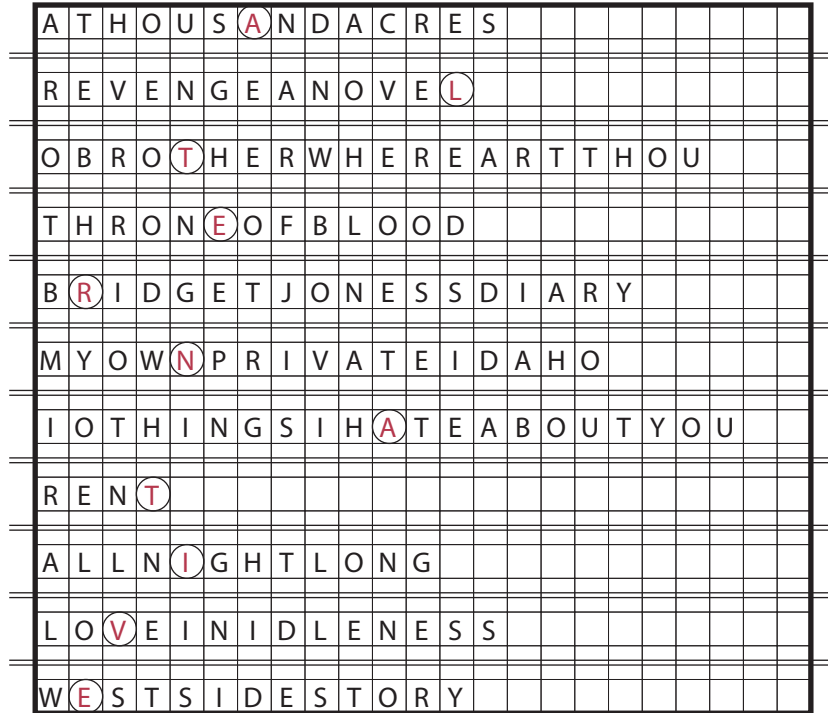 ATHOUSANDACRES
REVENGEANOVEL
OBROTHERWHEREARTTHOU
THRONEOFBLOOD
BRIDGETJONESSDIARY
MYOWNPRIVATEIDAHO
IOTHINGSIHATEABOUTYOU
RENT
ALLNIGHTLONG
LOVEINIDLENESS
WESTSIDESTORY